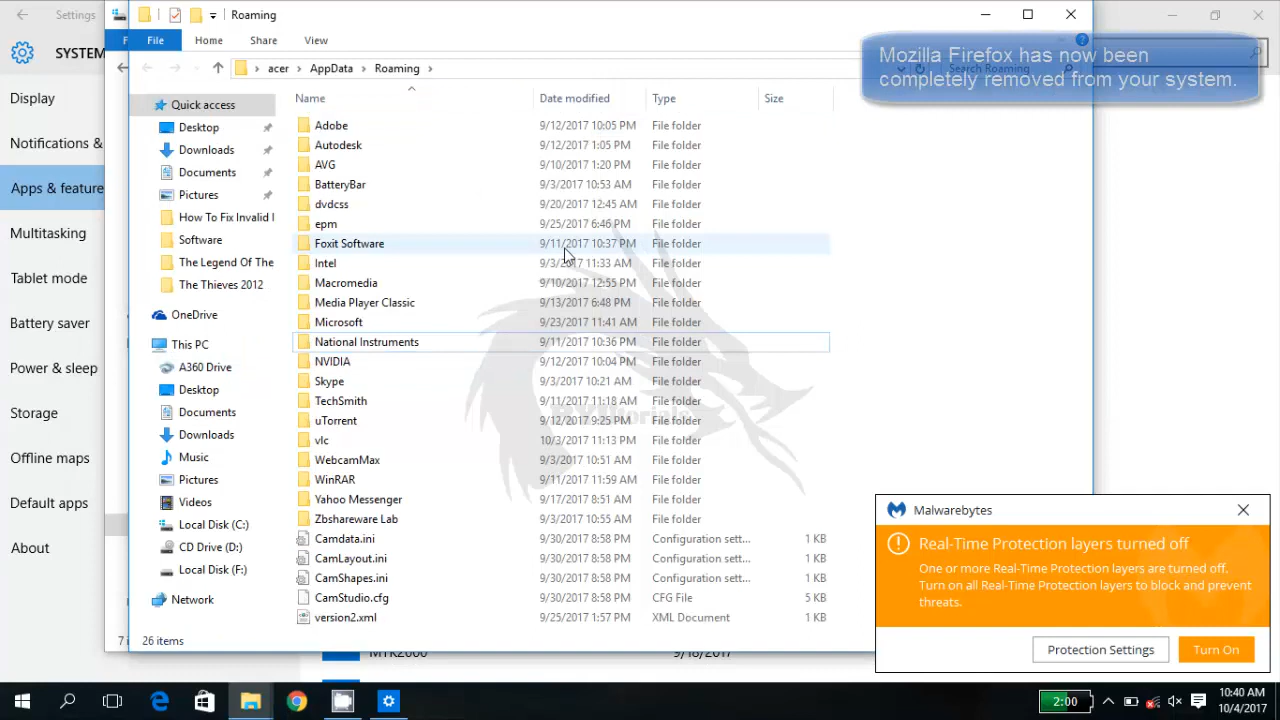 Settings
Roaming
SYSTEM
F
File
Home
Share
View
Mozilla Firefox has now been
completely removed from your system.
acer
AppData
Roaming
Search Roaming
Display
Notifications &
Apps & feature
Multitasking
Tablet mode
Battery saver
Power & sleep
Storage
Offline maps
Default apps
About
Quick access
Desktop
Downloads
Documents
Pictures
How To Fix Invalid I
Software
The Legend Of The
The Thieves 2012
OneDrive
This PC
A360 Drive
Desktop
Documents
Downloads
Music
Pictures
Videos
Local Disk (C:)
CD Drive (D:)
Local Disk (F:)
Network
Name Date modified Type Size
Adobe 9/12/2017 10:05 PM File folder
Autodesk 9/12/2017 1:05 PM File folder
AVG 9/10/2017 1:20 PM File folder
BatteryBar 9/3/2017 10:53 AM File folder
dvdcss 9/20/2017 12:45 AM File folder
epm 9/25/2017 6:46 PM File folder
Foxit Software 9/11/2017 10:37 PM File folder
Intel 9/3/2017 11:33 AM File folder
Macromedia 9/10/2017 12:55 PM File folder
Media Player Classic 9/13/2017 6:48 PM File folder
Microsoft 9/23/2017 11:41 AM File folder
National Instruments 9/11/2017 10:36 PM File folder
NVIDIA 9/12/2017 10:04 PM File folder
Skype 9/3/2017 10:21 AM File folder
TechSmith 9/11/2017 11:18 AM File folder
uTorrent 9/12/2017 9:25 PM File folder
vlc 10/3/2017 11:13 PM File folder
WebcamMax 9/3/2017 10:51 AM File folder
WinRAR 9/11/2017 11:59 AM File folder
Yahoo Messenger 9/17/2017 8:51 AM File folder
Zbshareware Lab 9/3/2017 10:55 AM File folder
Camdata.ini 9/30/2017 8:58 PM Configuration sett... 1 KB
CamLayout.ini 9/30/2017 8:58 PM Configuration sett... 1 KB
CamShapes.ini 9/30/2017 8:58 PM Configuration sett... 1 KB
CamStudio.cfg 9/30/2017 8:58 PM CFG File 5 KB
version2.xml 9/25/2017 1:57 PM XML Document 1 KB
7 i
26 items
MTK2000 9/18/2017
Malwarebytes
Real-Time Protection layers turned off
One or more Real-Time Protection layers are turned off.
Turn on all Real-Time Protection layers to block and prevent
threats.
Protection Settings
Turn On
2:00
10:40 AM
10/4/2017